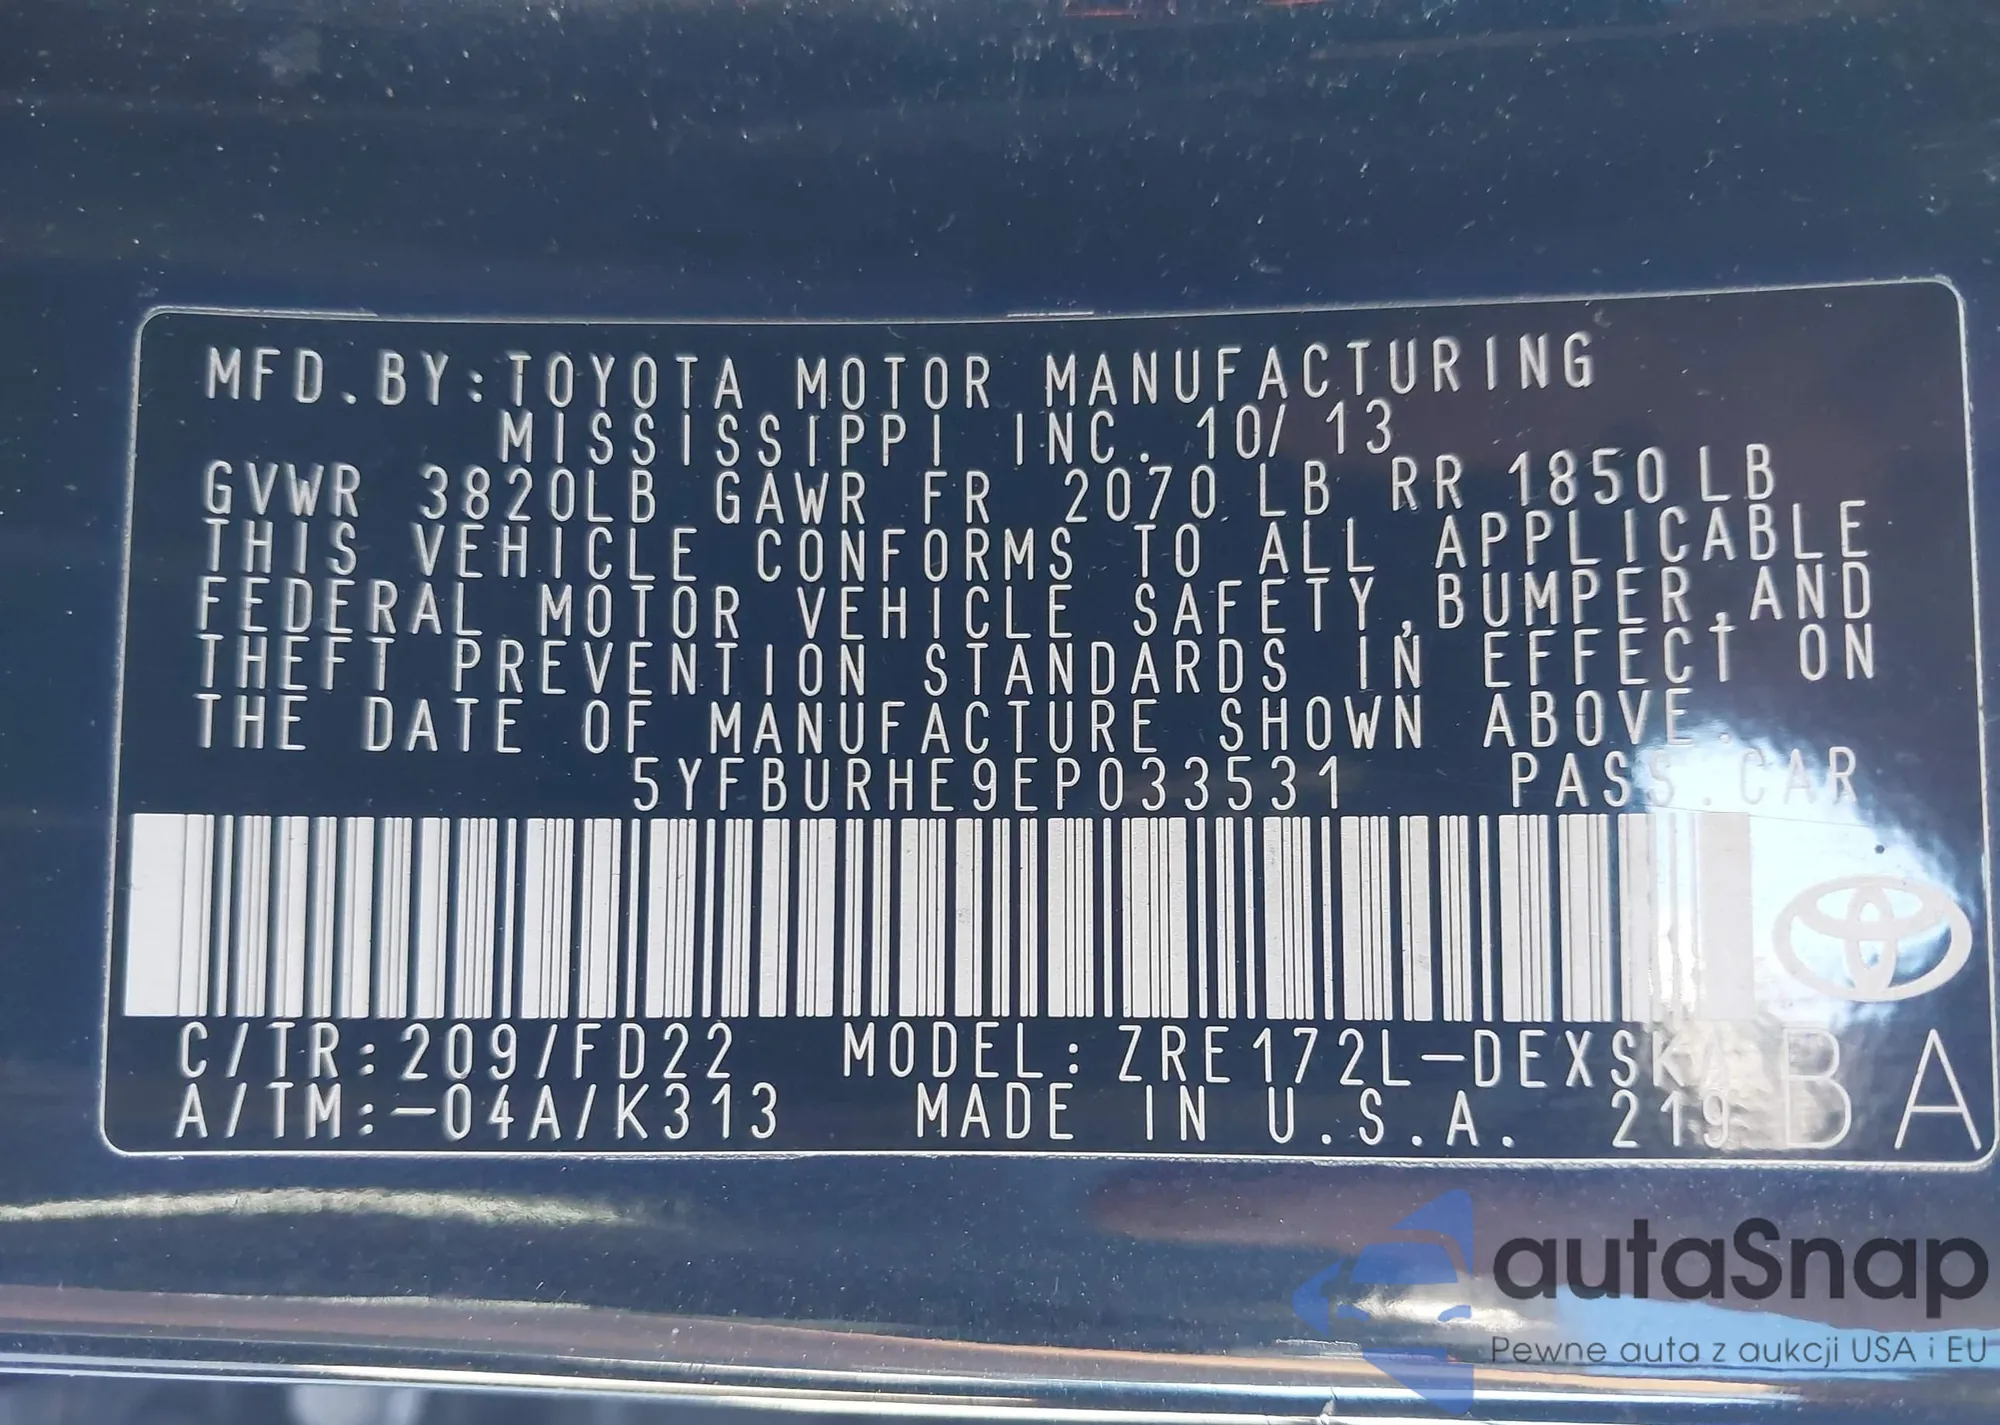 MFD.BY:TOYOTA MOTOR MANUFACTURING
MISSISSIPPI INC. 10/13
GVWR 3820LB GAWR FR 2070 LB RR 1850LB
THIS VEHICLE CONFORMS TO ALL APPLICABLE
FEDERAL MOTOR VEHICLE SAFETY,BUMPER,AND
THEFT PREVENTION STANDARDS IN EFFECT ON
THE DATE OF MANUFACTURE SHOWN ABOVE.
5YFBURHE9EP033531 PASS.CAR
C/TR:209/FD22 MODEL:ZRE172L-DEXSKA
A/TM:-04A/K313 MADE IN U.S.A. 219 BA
autaSnap
Pewne auta z aukcji USA i EU